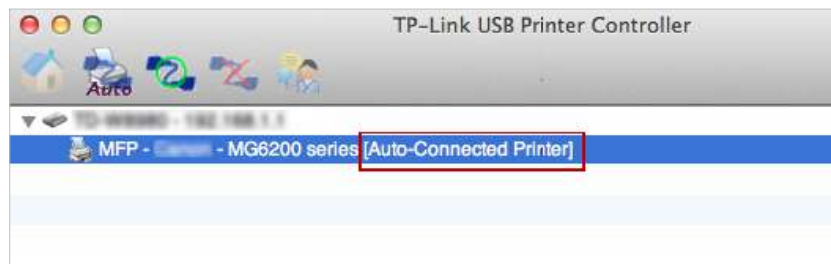 TP-Link USB Printer Controller
Auto
MFP - - MG6200 series [Auto-Connected Printer]